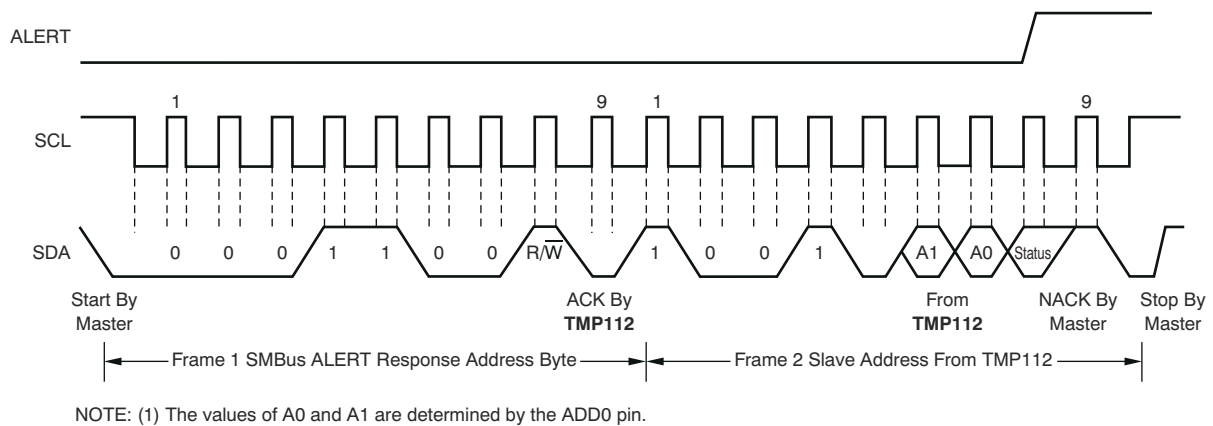 ALERT
1 9 1 9
SCL
SDA 0 0 0 1 1 0 0 R/W 1 0 0 1 A1 A0 Status
Start By Master
ACK By TMP112
From TMP112
NACK By Master
Stop By Master
Frame 1 SMBus ALERT Response Address Byte
Frame 2 Slave Address From TMP112
NOTE: (1) The values of A0 and A1 are determined by the ADD0 pin.